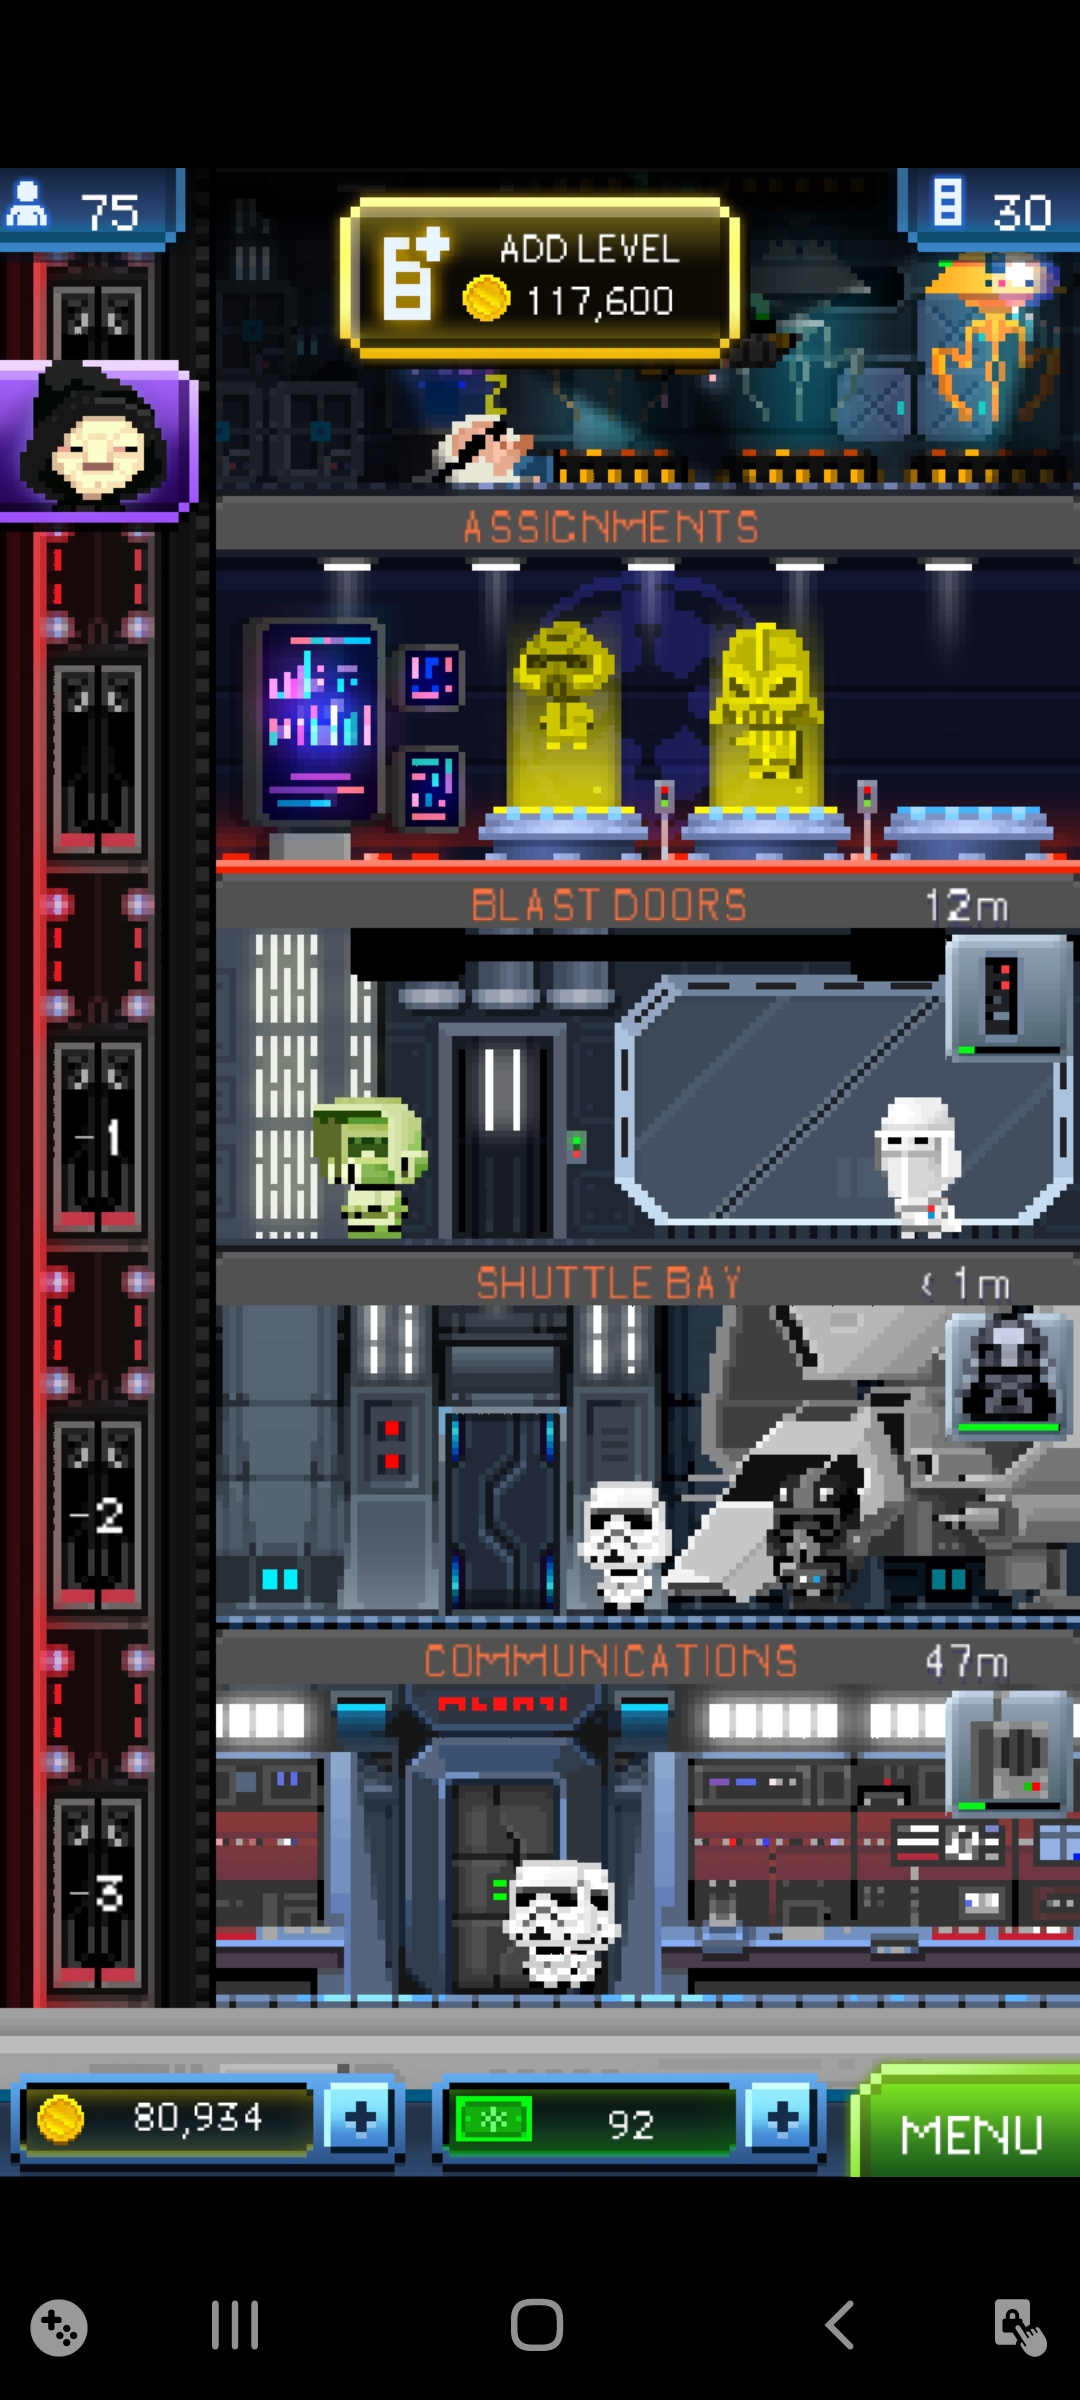 75
ADD LEVEL
117,600
30
Z
ASSIGNMENTS
BLAST DOORS 12m
-1
SHUTTLE BAY < 1m
-2
COMMUNICATIONS 47m
-3
80,934 + 92 + MENU